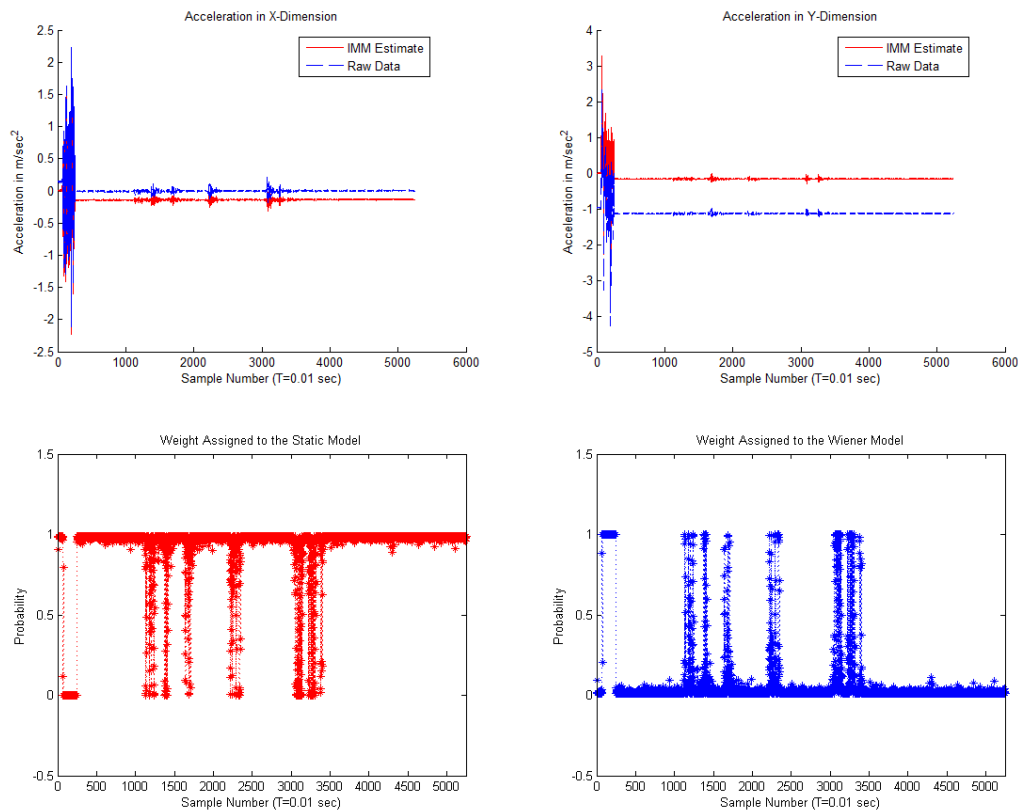 Acceleration in X-Dimension
2.5
2
1.5
1
0.5
0
-0.5
-1
-1.5
-2
-2.5
Acceleration in m/sec²
IMM Estimate
Raw Data
0 1000 2000 3000 4000 5000 6000
Sample Number (T=0.01 sec)
Acceleration in Y-Dimension
4
3
2
1
0
-1
-2
-3
-4
-5
Acceleration in m/sec²
IMM Estimate
Raw Data
0 1000 2000 3000 4000 5000 6000
Sample Number (T=0.01 sec)
Weight Assigned to the Static Model
1.5
1
0.5
0
-0.5
Probability
0 500 1000 1500 2000 2500 3000 3500 4000 4500 5000
Sample Number (T=0.01 sec)
Weight Assigned to the Wiener Model
1.5
1
0.5
0
-0.5
Probability
0 500 1000 1500 2000 2500 3000 3500 4000 4500 5000
Sample Number (T=0.01 sec)